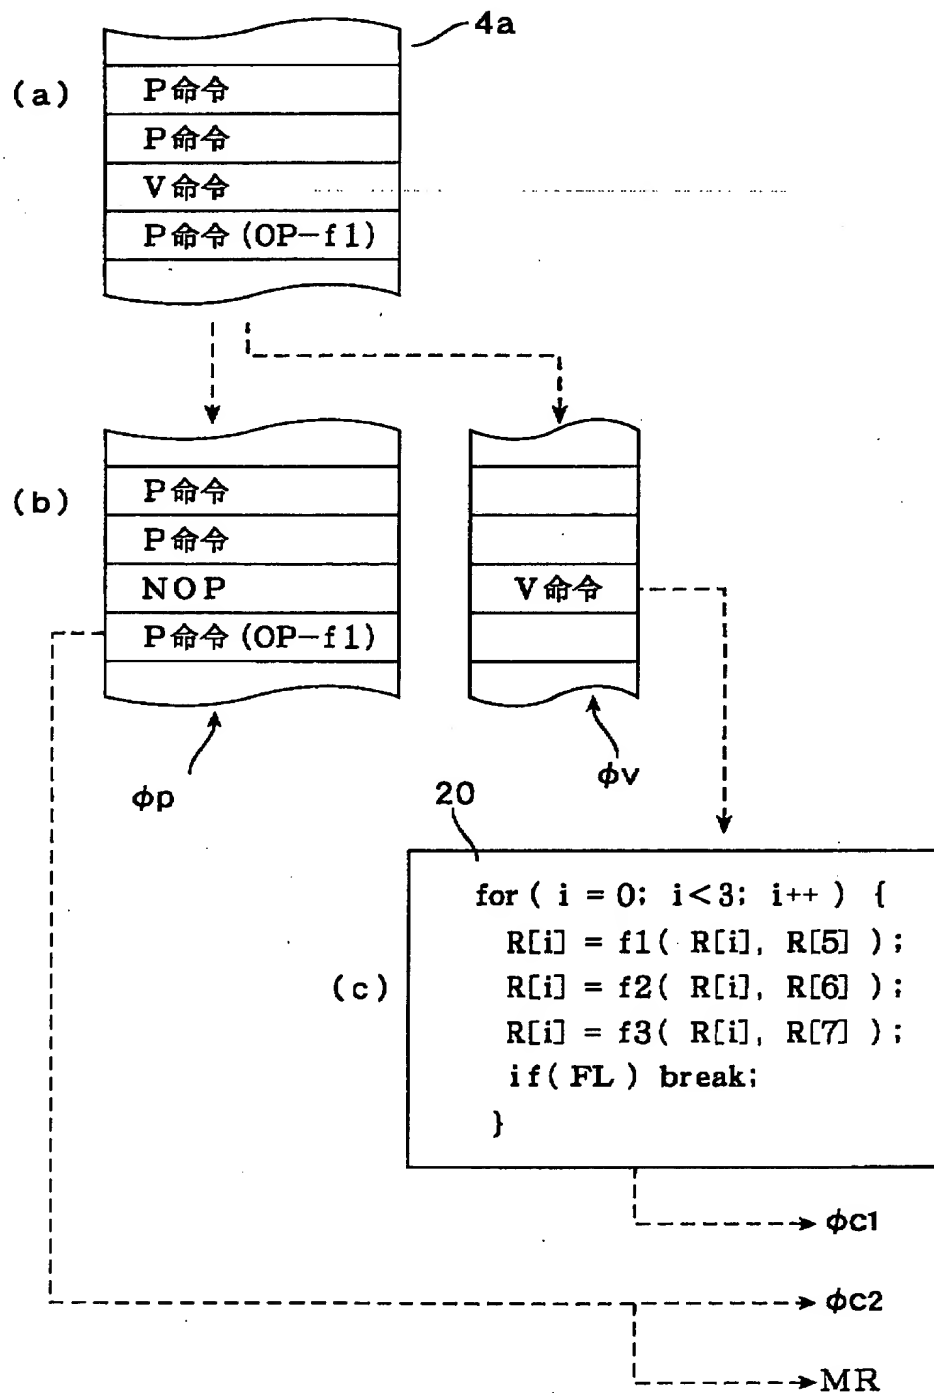 4a
(a)
P命令
P命令
V命令
P命令(OP-f1)
(b)
P命令
P命令
NOP
P命令(OP-f1)
V命令
φp
φv
20
(c)
for ( i = 0; i<3; i++ ) {
R[i] = f1( R[i], R[5] );
R[i] = f2( R[i], R[6] );
R[i] = f3( R[i], R[7] );
if( FL ) break;
}
φc1
φc2
MR